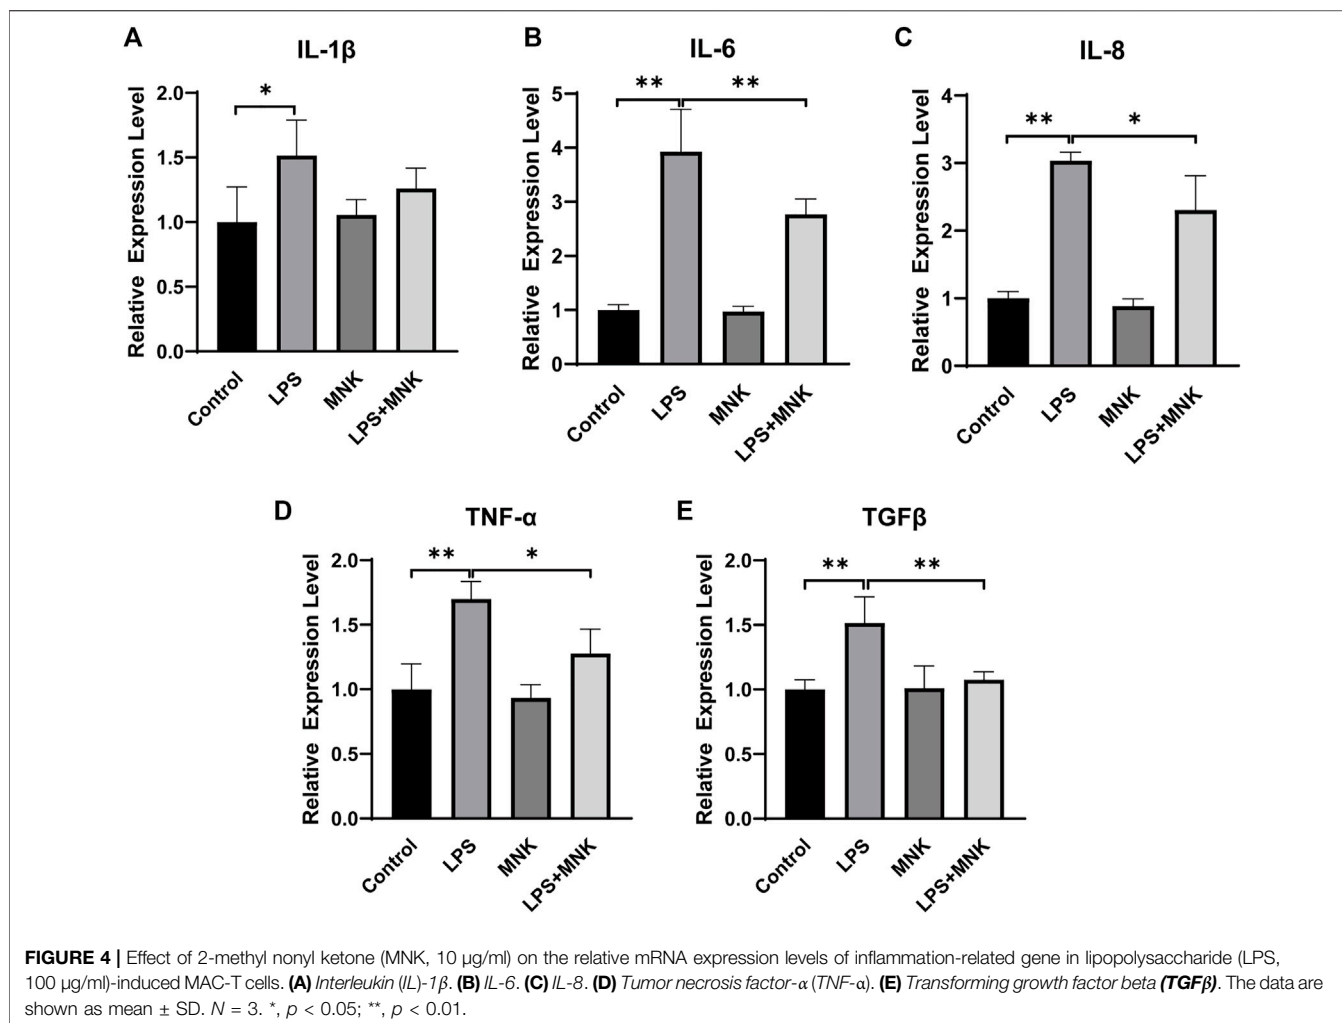 A
IL-1β
*
Relative Expression Level
2.0
1.5
1.0
0.5
0.0
Control
LPS
MNK
LPS+MNK
B
IL-6
**
**
Relative Expression Level
5
4
3
2
1
0
Control
LPS
MNK
LPS+MNK
C
IL-8
**
*
Relative Expression Level
4
3
2
1
0
Control
LPS
MNK
LPS+MNK
D
TNF-α
**
*
Relative Expression Level
2.0
1.5
1.0
0.5
0.0
Control
LPS
MNK
LPS+MNK
E
TGFβ
**
**
Relative Expression Level
2.0
1.5
1.0
0.5
0.0
Control
LPS
MNK
LPS+MNK
FIGURE 4 | Effect of 2-methyl nonyl ketone (MNK, 10 μg/ml) on the relative mRNA expression levels of inflammation-related gene in lipopolysaccharide (LPS,
100 μg/ml)-induced MAC-T cells. (A) Interleukin (IL)-1β. (B) IL-6. (C) IL-8. (D) Tumor necrosis factor-α (TNF-α). (E) Transforming growth factor beta (TGFβ). The data are
shown as mean ± SD. N = 3. *, p < 0.05; **, p < 0.01.